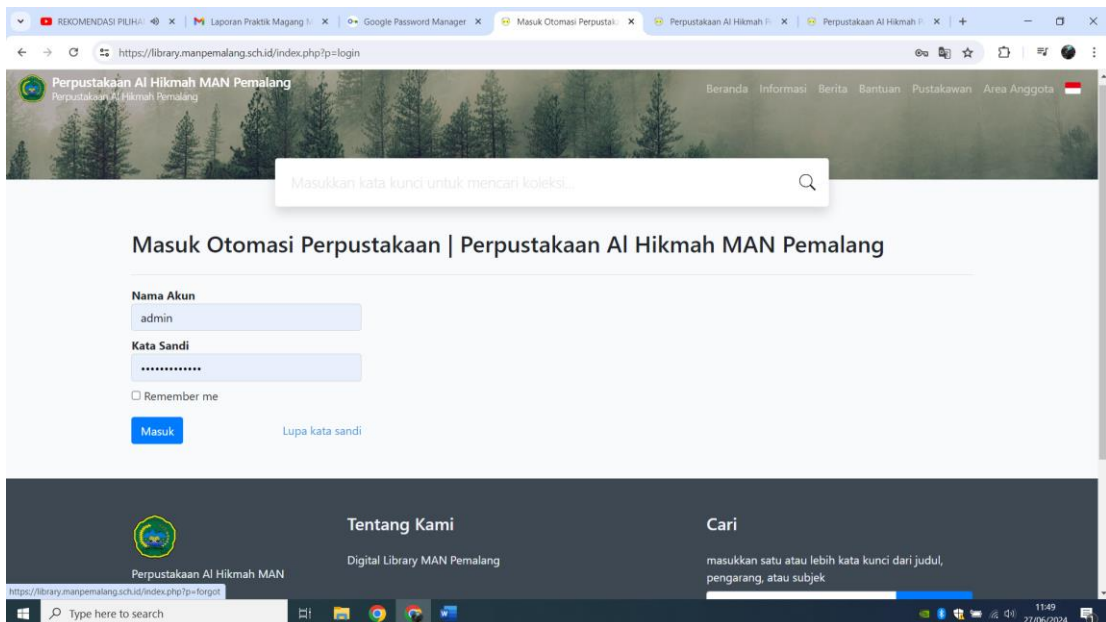 REKOMENDASI PILIHA
Laporan Praktik Magang
Google Password Manager
Masuk Otomasi Perpustak
Perpustakaan Al Hikmah
Perpustakaan Al Hikmah
https://library.manpemalang.sch.id/index.php?p=login
Perpustakaan Al Hikmah MAN Pemalang
Perpustakaan Al Hikmah Pemalang
Beranda Informasi Berita Bantuan Pustakawan Area Anggota
Masukkan kata kunci untuk mencari koleksi...
Masuk Otomasi Perpustakaan | Perpustakaan Al Hikmah MAN Pemalang
Nama Akun
admin
Kata Sandi
•••••••••••••
Remember me
Masuk
Lupa kata sandi
Perpustakaan Al Hikmah MAN
Tentang Kami
Digital Library MAN Pemalang
Cari
masukkan satu atau lebih kata kunci dari judul,
pengarang, atau subjek
https://library.manpemalang.sch.id/index.php?p=forgot
Type here to search
11:49
27/06/2024